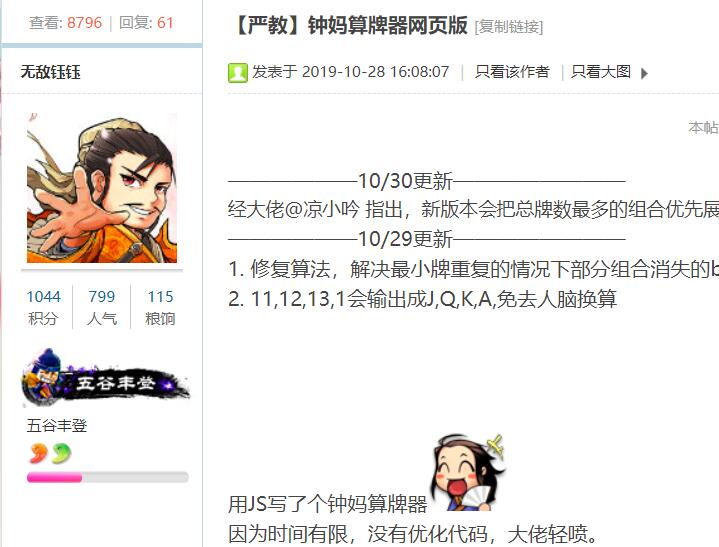 查看: 8796 | 回复: 61
【严教】钟妈算牌器网页版 [复制链接]
无敌钰钰
发表于 2019-10-28 16:08:07 | 只看该作者 | 只看大图
本帖
——————10/30更新————————
经大佬@凉小吟 指出，新版本会把总牌数最多的组合优先展
——————10/29更新————————
1. 修复算法，解决最小牌重复的情况下部分组合消失的b
2. 11,12,13,1会输出成J,Q,K,A,免去人脑换算
1044 799 115
积分 人气 粮饷
五谷丰登
五谷丰登
用JS写了个钟妈算牌器
因为时间有限，没有优化代码，大佬轻喷。